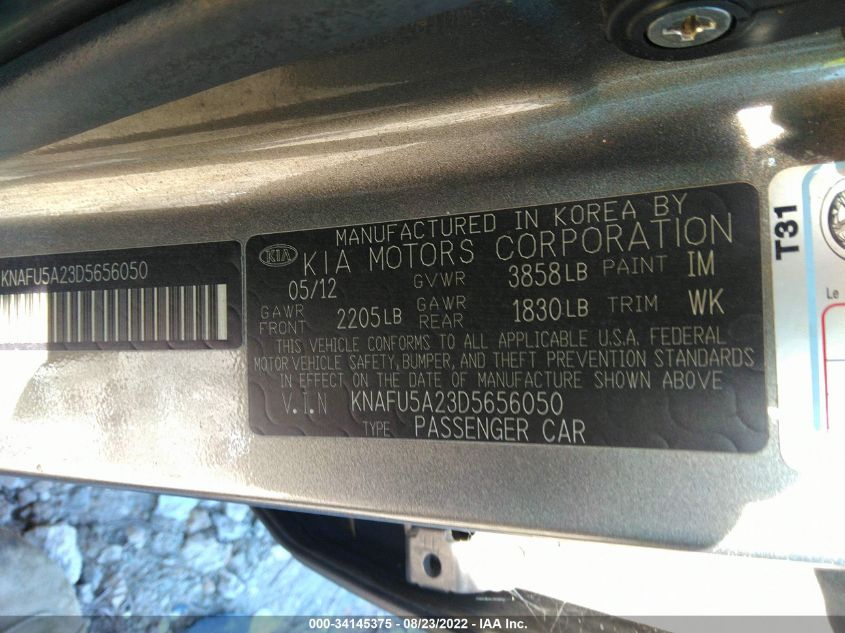 KNAFU5A23D5656050
MANUFACTURED IN KOREA BY
KIA KIA MOTORS CORPORATION
05/12 GVWR 3858LB PAINT IM
GAWR FRONT 2205LB GAWR REAR 1830LB TRIM WK
THIS VEHICLE CONFORMS TO ALL APPLICABLE U.S.A. FEDERAL
MOTOR VEHICLE SAFETY, BUMPER, AND THEFT PREVENTION STANDARDS
IN EFFECT ON THE DATE OF MANUFACTURE SHOWN ABOVE
V.I.N KNAFU5A23D5656050
TYPE PASSENGER CAR
T31
Le
000-34145375 - 08/23/2022 - IAA Inc.